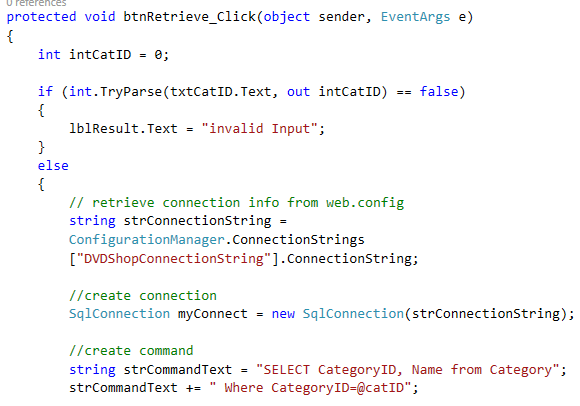 0 references
protected void btnRetrieve_Click(object sender, EventArgs e)
{
int intCatID = 0;
if (int.TryParse(txtCatID.Text, out intCatID) == false)
{
lblResult.Text = "invalid Input";
}
else
{
// retrieve connection info from web.config
string strConnectionString =
ConfigurationManager.ConnectionStrings
["DVDShopConnectionString"].ConnectionString;
//create connection
SqlConnection myConnect = new SqlConnection(strConnectionString);
//create command
string strCommandText = "SELECT CategoryID, Name from Category";
strCommandText += " Where CategoryID=@catID";